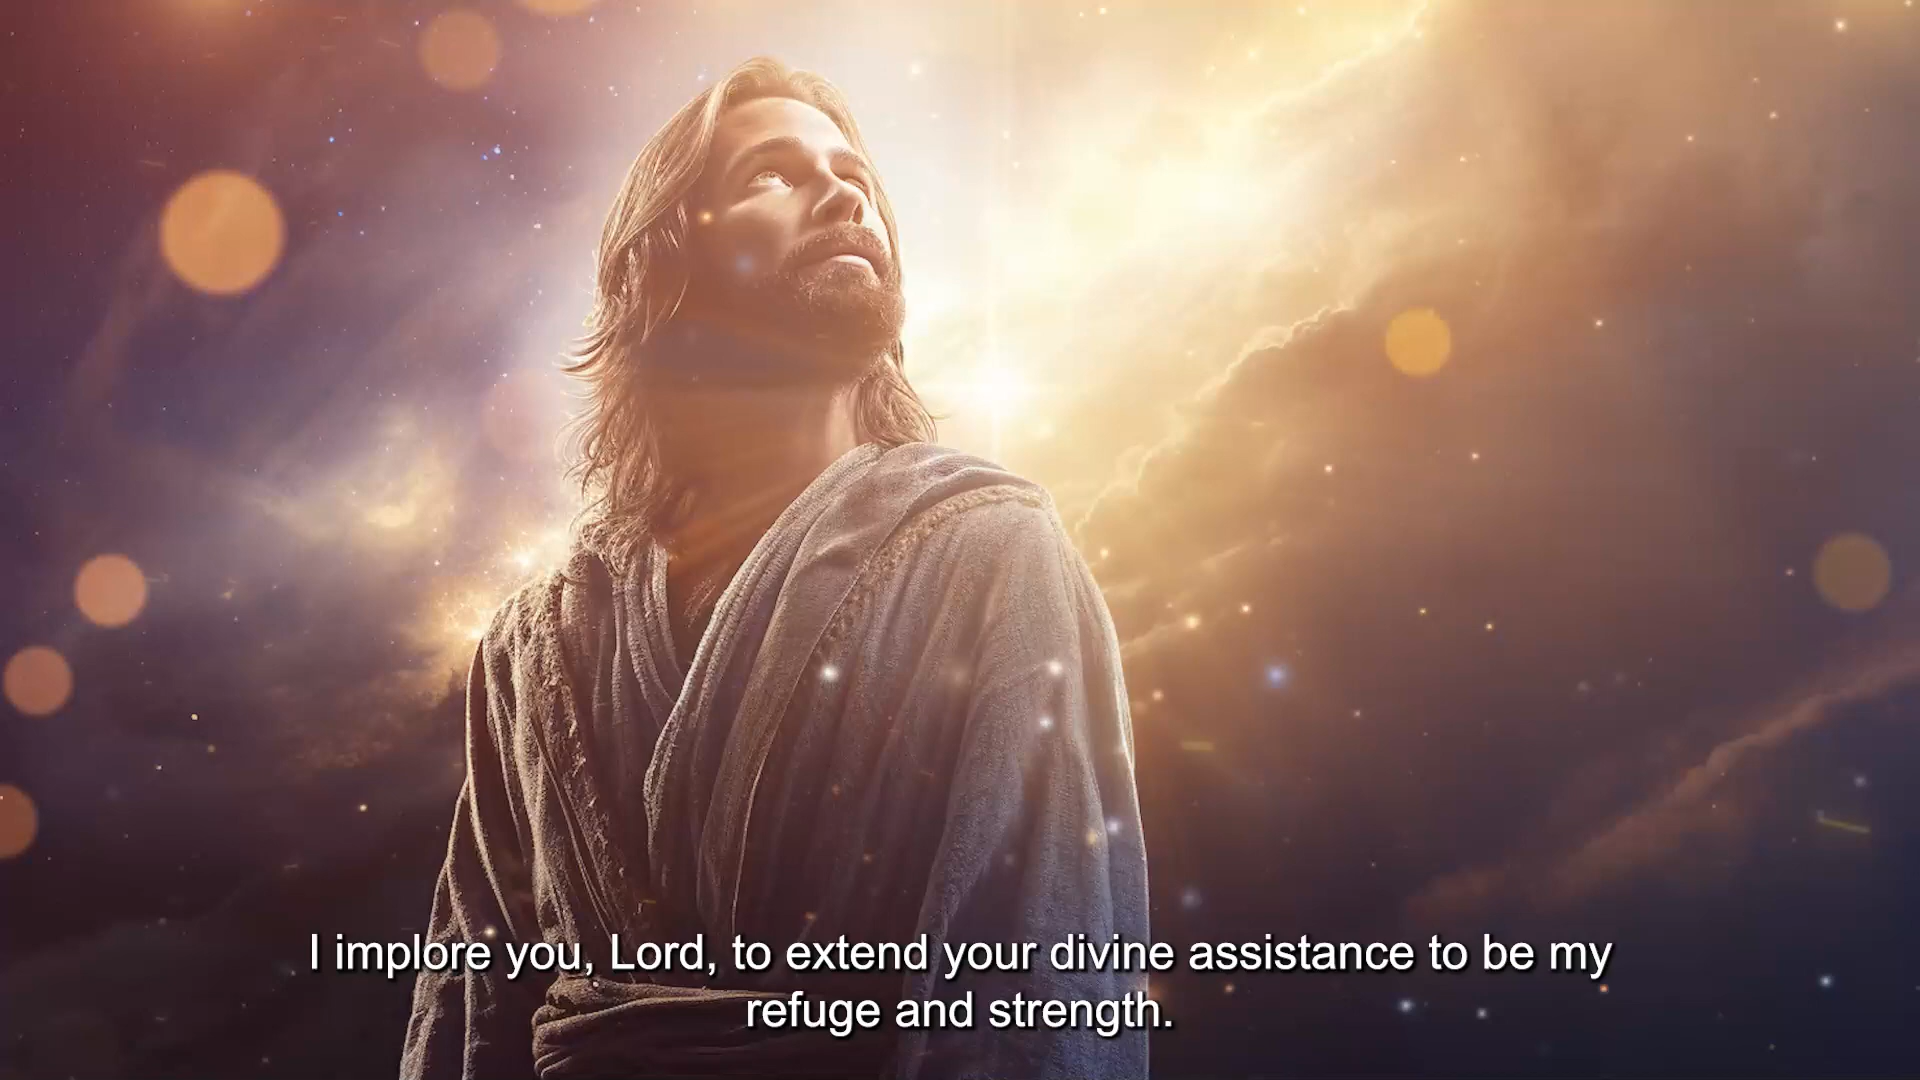 I implore you, Lord, to extend your divine assistance to be my
refuge and strength.